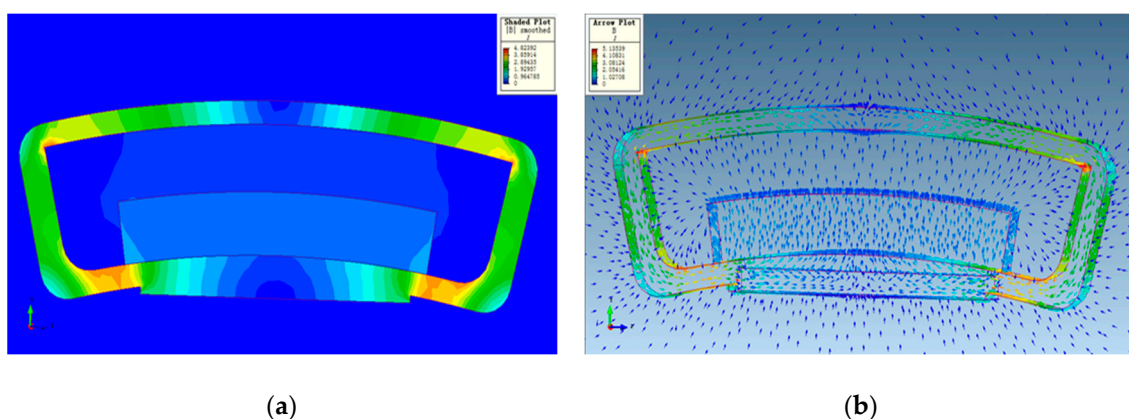 Shaded Plot
|B| smoothed
4.82392
3.85914
2.89435
1.92957
0.964785
0
Arrow Plot
B
5.13539
4.10831
3.08124
2.05416
1.02708
0
(a)
(b)